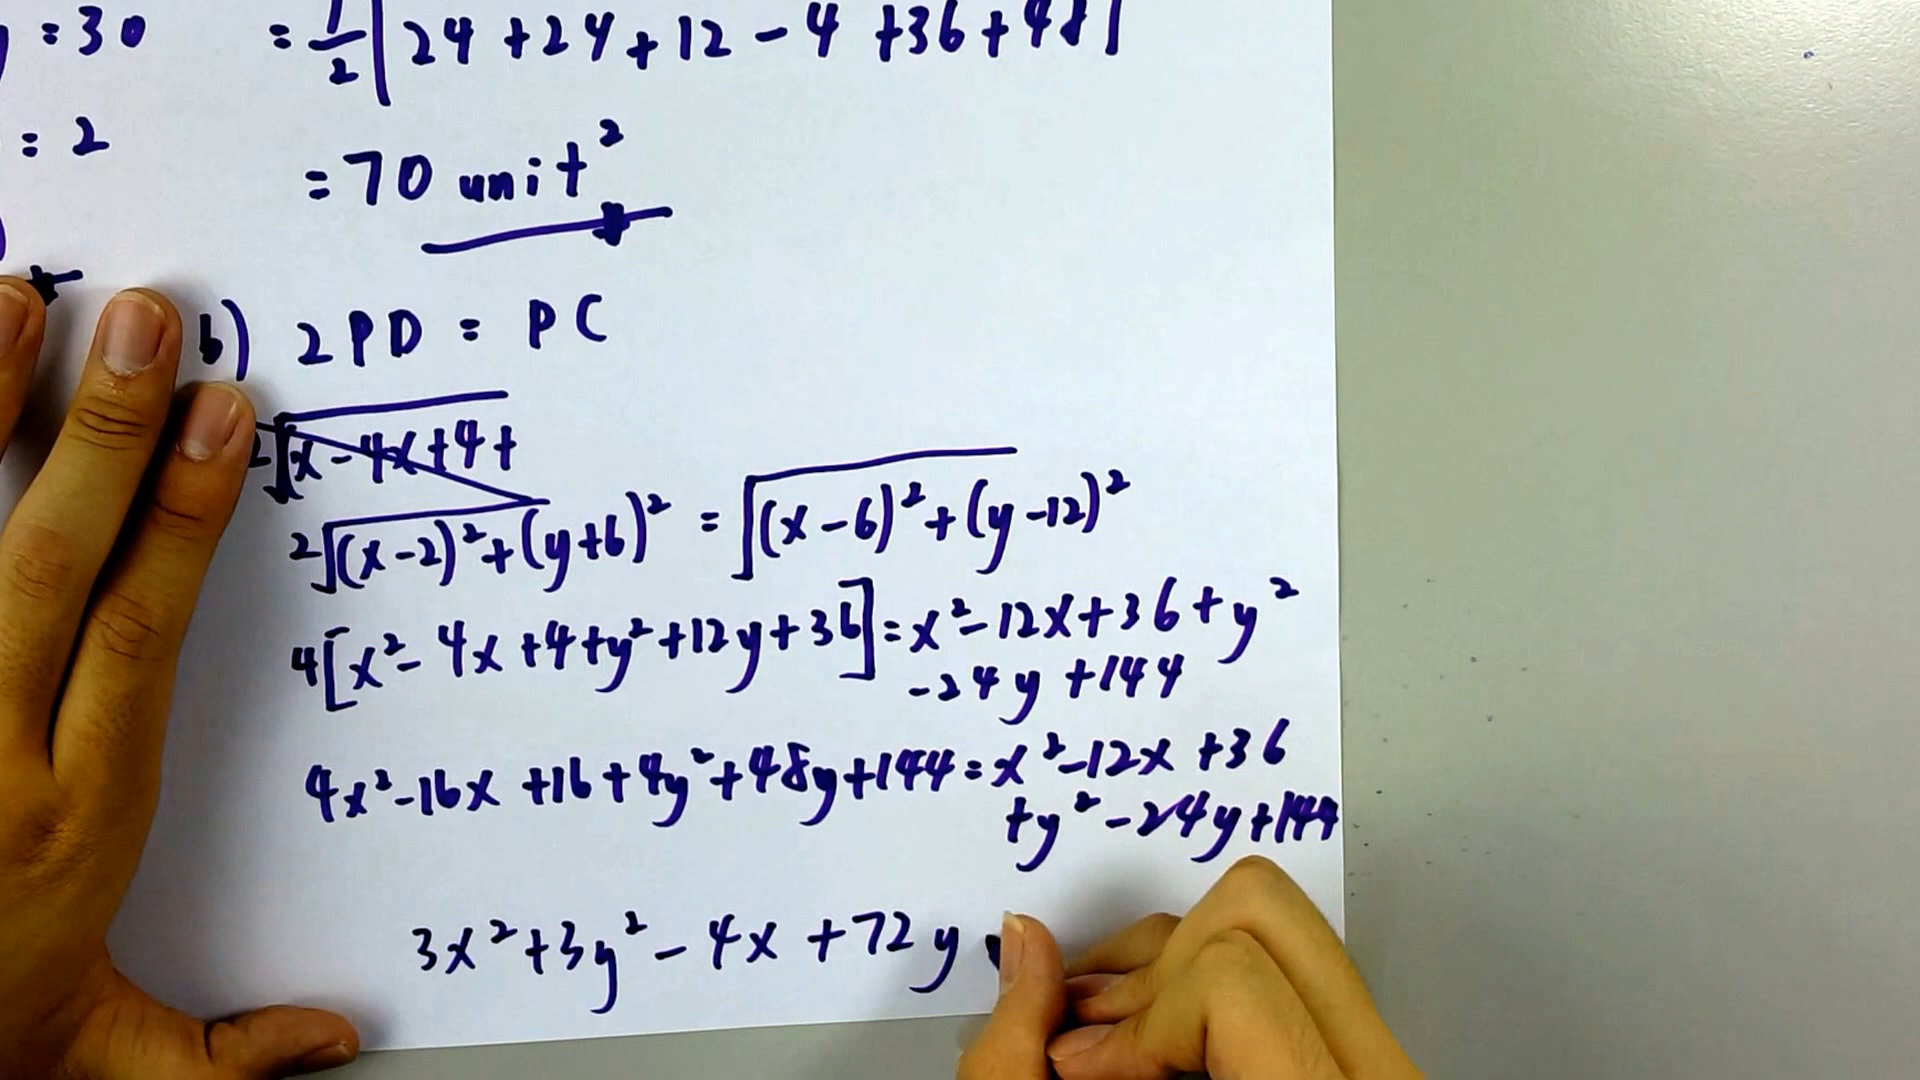 = 30
= 1/2 | 24 + 24 + 12 - 4 + 36 + 48 |
= 2
= 70 unit²
b) 2PD = PC
2√x - 4x + 4 +
2√(x-2)² + (y+6)² = √(x-6)² + (y-12)²
4[x² - 4x + 4 + y² + 12y + 36] = x² - 12x + 36 + y²
- 24y + 144
4x² - 16x + 16 + 4y² + 48y + 144 = x² - 12x + 36
+ y² - 24y + 144
3x² + 3y² - 4x + 72y